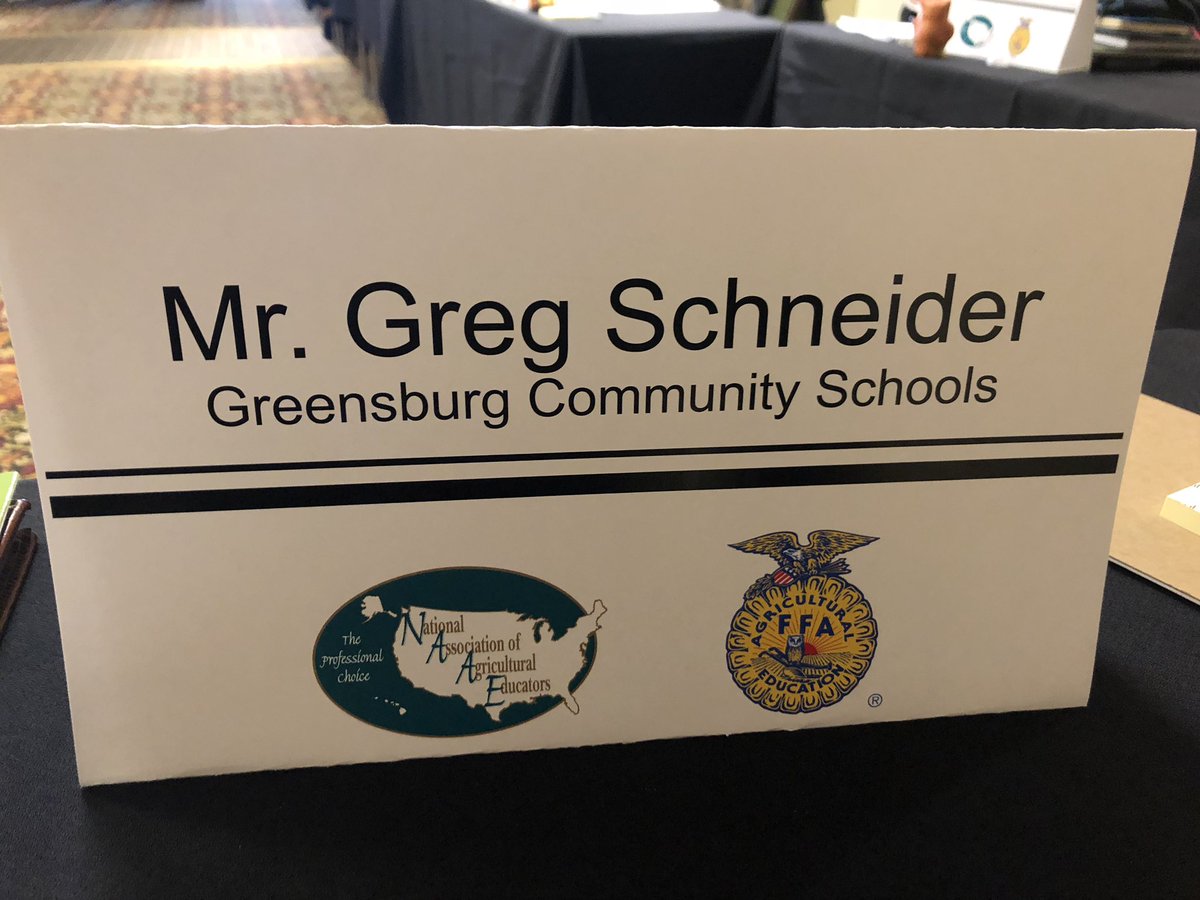 Mr. Greg Schneider
Greensburg Community Schools
The
professional
choice
National
Association of
Agricultural
Educators
AGRICULTURAL
FFA
EDUCATION
®